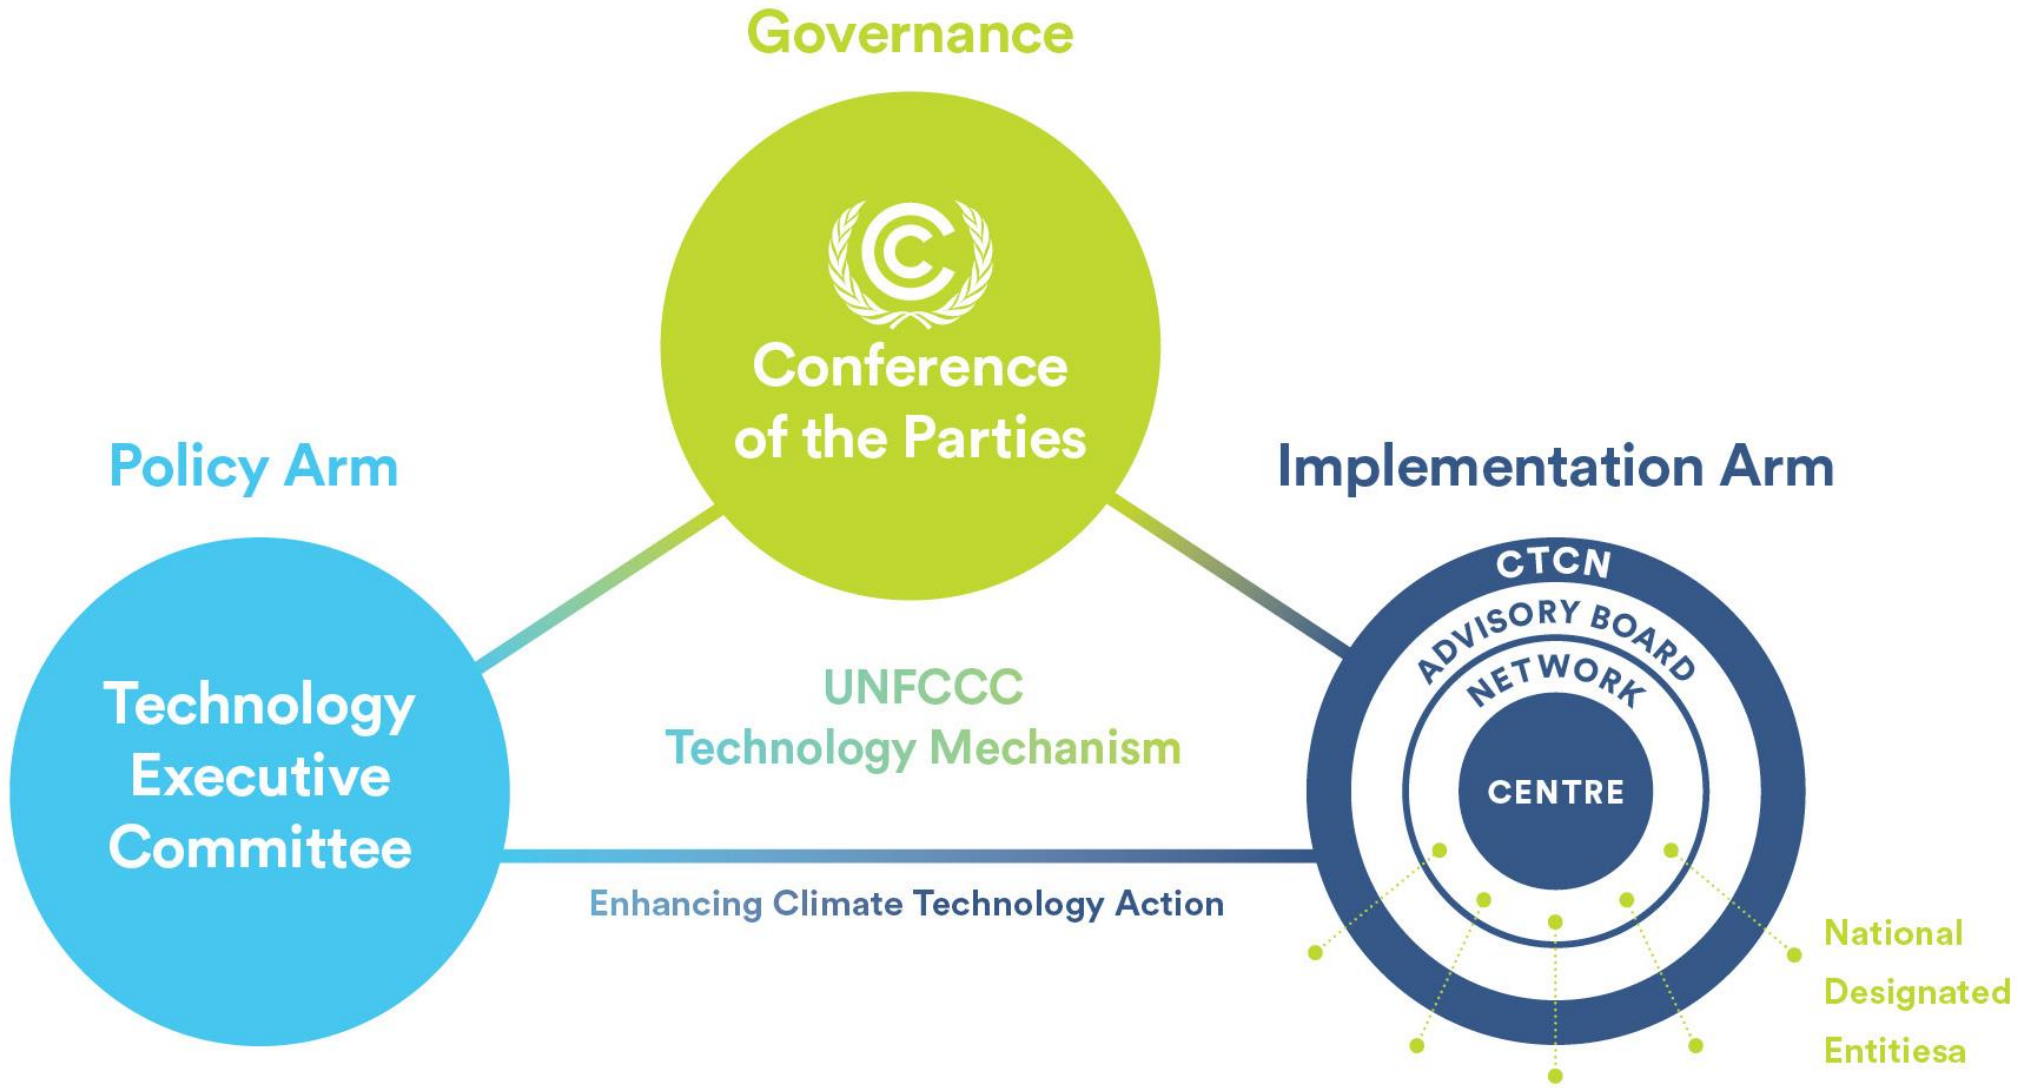 Governance
Conference
of the Parties
Policy Arm
Technology
Executive
Committee
Implementation Arm
CTCN
ADVISORY BOARD
NETWORK
CENTRE
UNFCCC
Technology Mechanism
Enhancing Climate Technology Action
National
Designated
Entitiesa